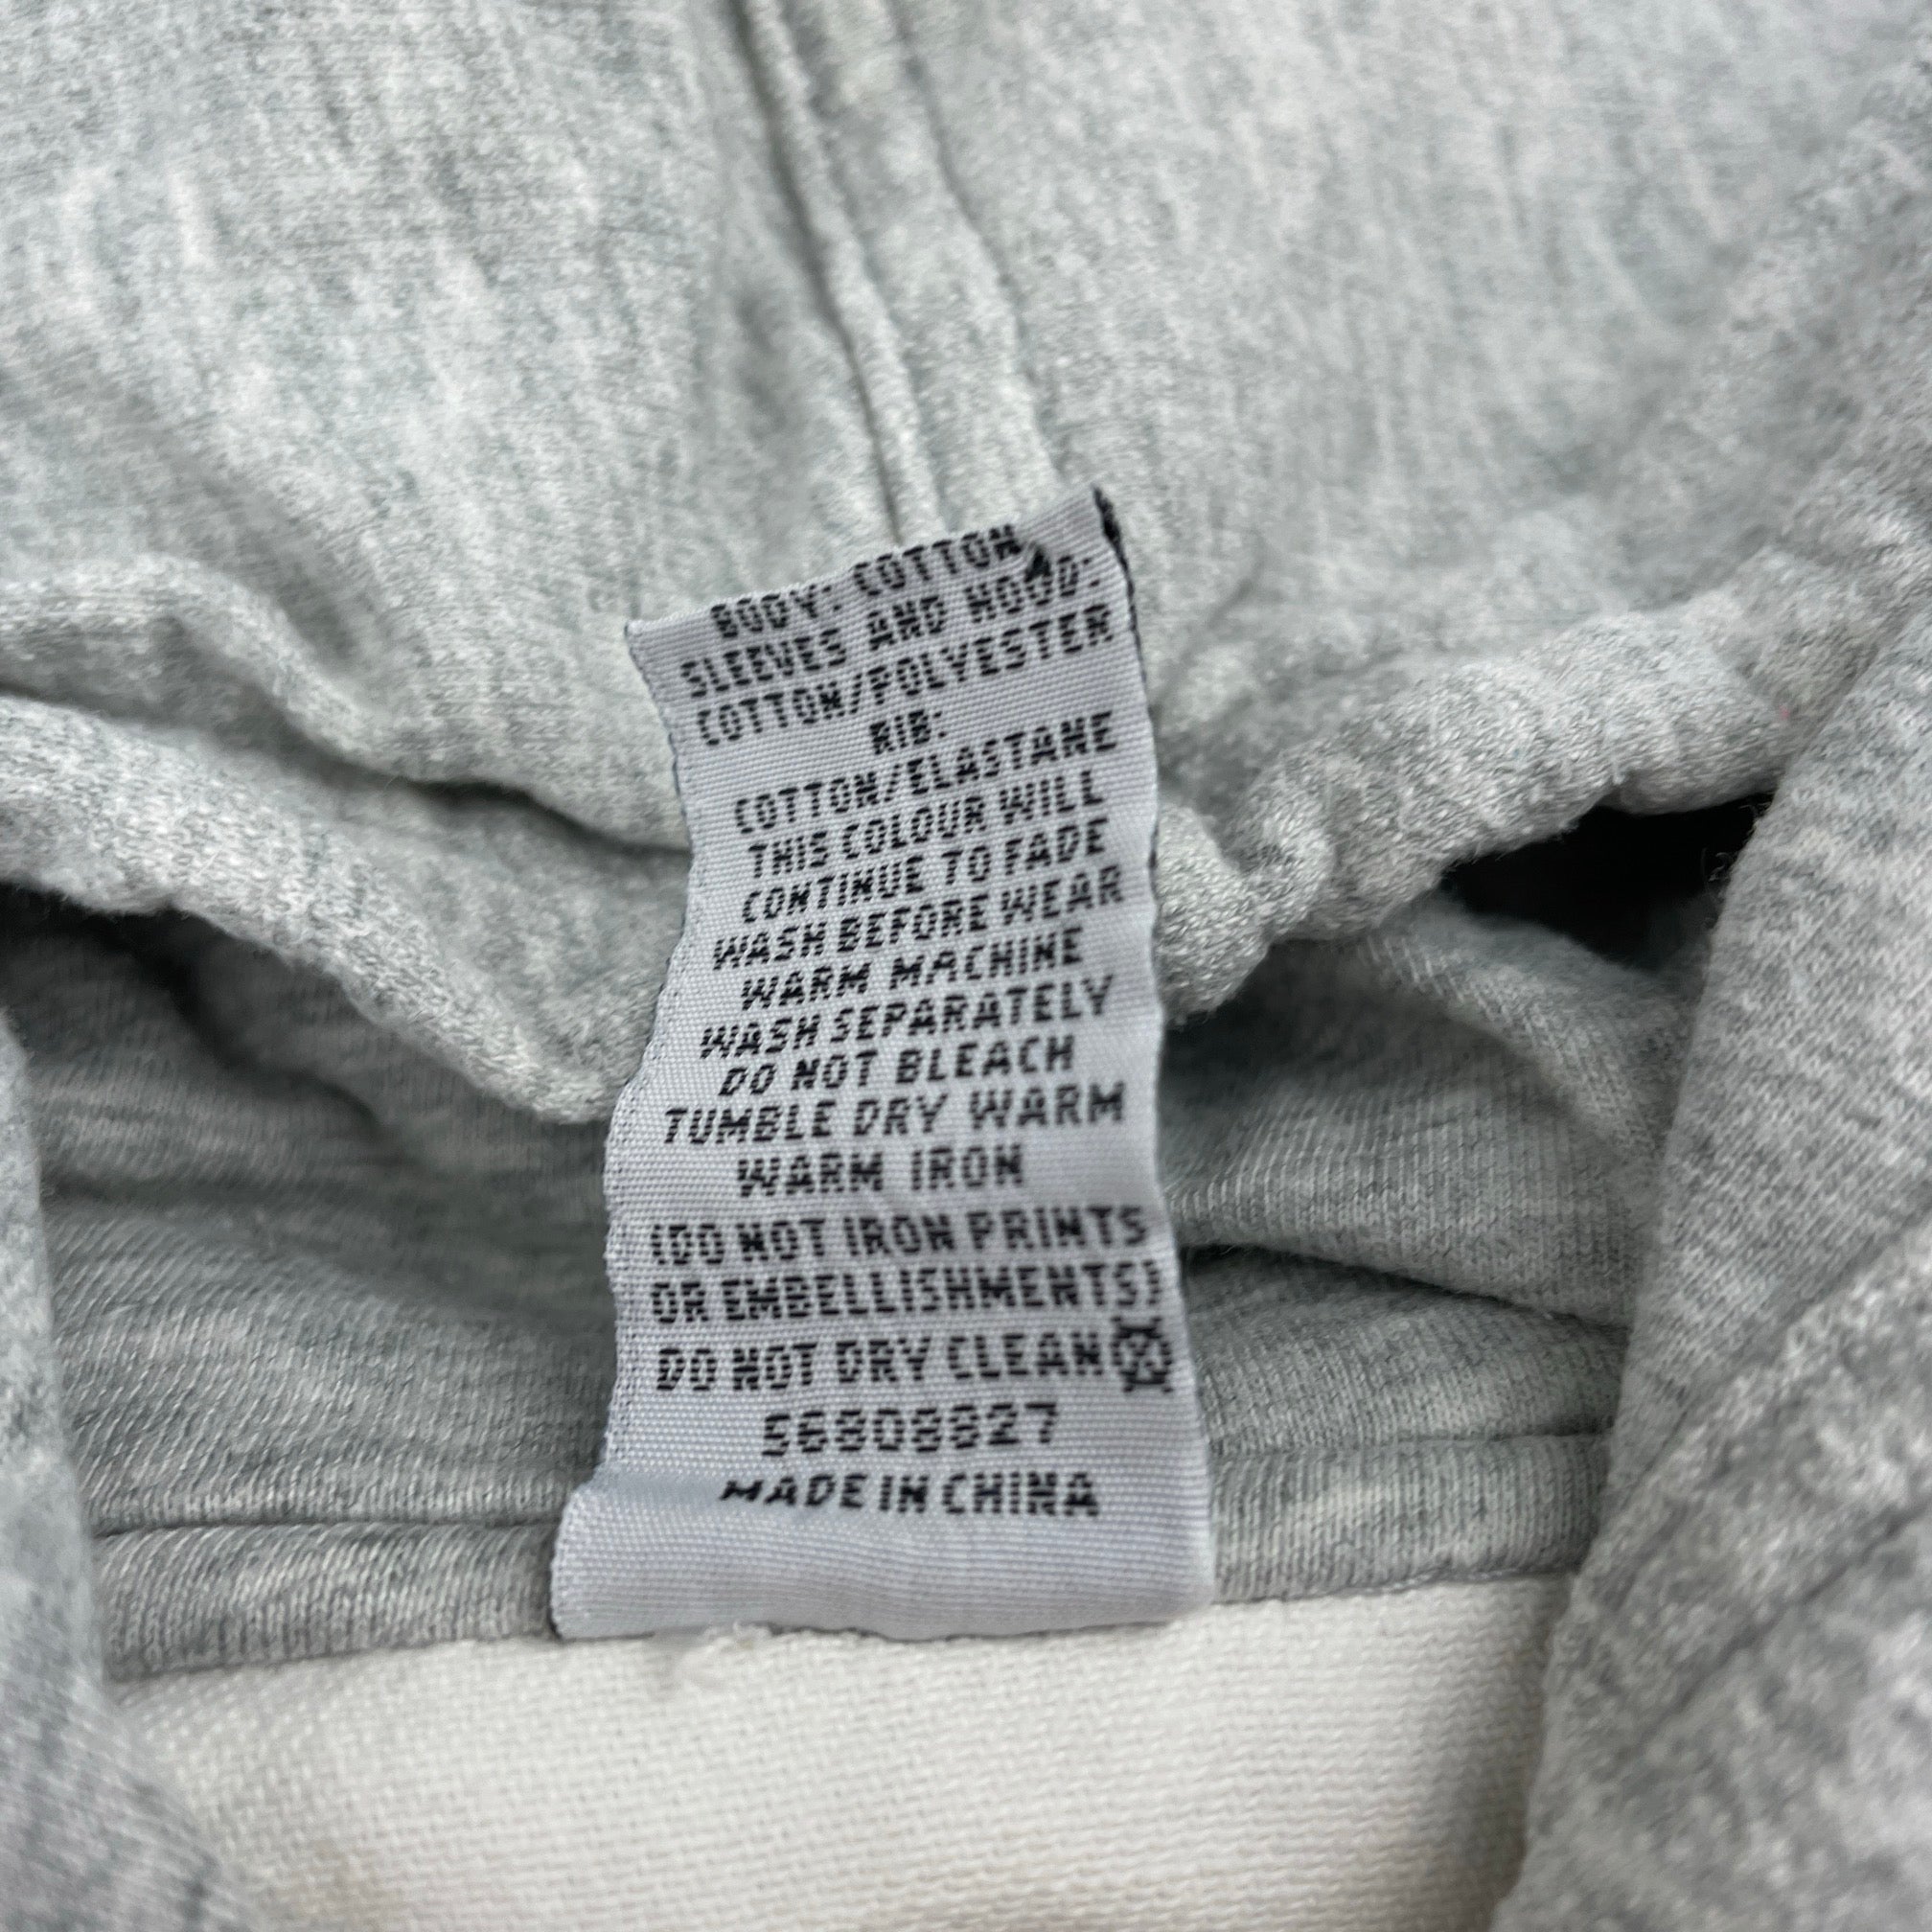 BODY: COTTON
SLEEVES AND HOOD:
COTTON/POLYESTER
RIB:
COTTON/ELASTANE
THIS COLOUR WILL
CONTINUE TO FADE
WASH BEFORE WEAR
WARM MACHINE
WASH SEPARATELY
DO NOT BLEACH
TUMBLE DRY WARM
WARM IRON
(DO NOT IRON PRINTS
OR EMBELLISHMENTS)
DO NOT DRY CLEAN
56808827
MADE IN CHINA